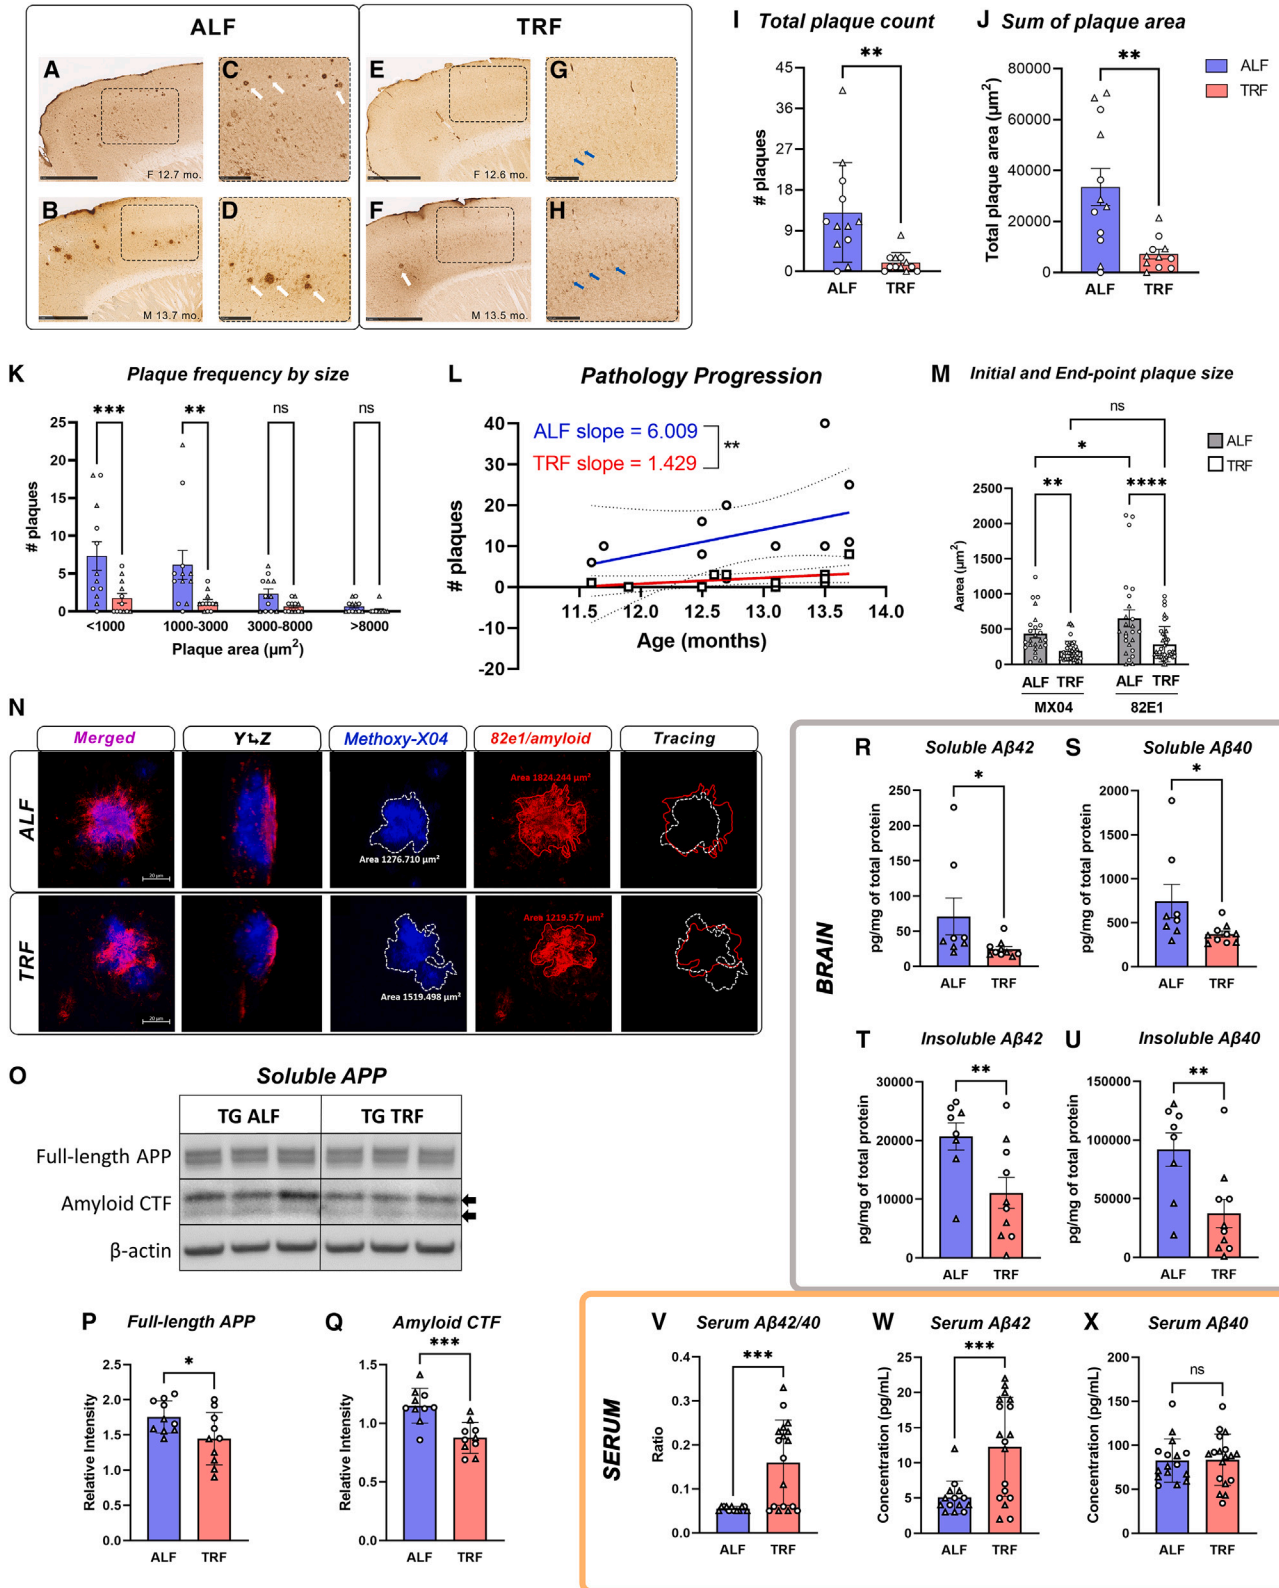 ALF
TRF
A
C
E
G
F 12.7 mo.
F 12.6 mo.
B
D
F
H
M 13.7 mo.
M 13.5 mo.
I Total plaque count
# plaques
45
36
27
18
9
0
**
ALF TRF
J Sum of plaque area
Total plaque area (µm²)
80000
60000
40000
20000
0
**
ALF TRF
ALF
TRF
K Plaque frequency by size
# plaques
25
20
15
10
5
0
*** ** ns ns
<1000 1000-3000 3000-8000 >8000
Plaque area (µm²)
L Pathology Progression
ALF slope = 6.009
TRF slope = 1.429
**
# plaques
40
30
20
10
0
-10
-20
11.5 12.0 12.5 13.0 13.5 14.0
Age (months)
M Initial and End-point plaque size
ns
*
** ****
ALF
TRF
Aarea (µm²)
2500
2000
1500
1000
500
0
ALF TRF ALF TRF
MX04 82E1
N
Merged Y↳Z Methoxy-X04 82e1/amyloid Tracing
ALF
20 µm
Area 1276.710 µm²
Area 1824.244 µm²
TRF
20 µm
Area 1519.498 µm²
Area 1219.577 µm²
O Soluble APP
TG ALF TG TRF
Full-length APP
Amyloid CTF
β-actin
P Full-length APP
Relative Intensity
2.5
2.0
1.5
1.0
0.5
0.0
*
ALF TRF
Q Amyloid CTF
Relative Intensity
1.5
1.0
0.5
0.0
***
ALF TRF
BRAIN
R Soluble Aβ42
pg/mg of total protein
250
200
150
100
50
0
*
ALF TRF
S Soluble Aβ40
pg/mg of total protein
2000
1500
1000
500
0
*
ALF TRF
T Insoluble Aβ42
pg/mg of total protein
30000
20000
10000
0
**
ALF TRF
U Insoluble Aβ40
pg/mg of total protein
150000
100000
50000
0
**
ALF TRF
SERUM
V Serum Aβ42/40
Ratio
0.4
0.3
0.2
0.1
0.0
***
ALF TRF
W Serum Aβ42
Concentration (pg/mL)
25
20
15
10
5
0
***
ALF TRF
X Serum Aβ40
Concentration (pg/mL)
200
150
100
50
0
ns
ALF TRF